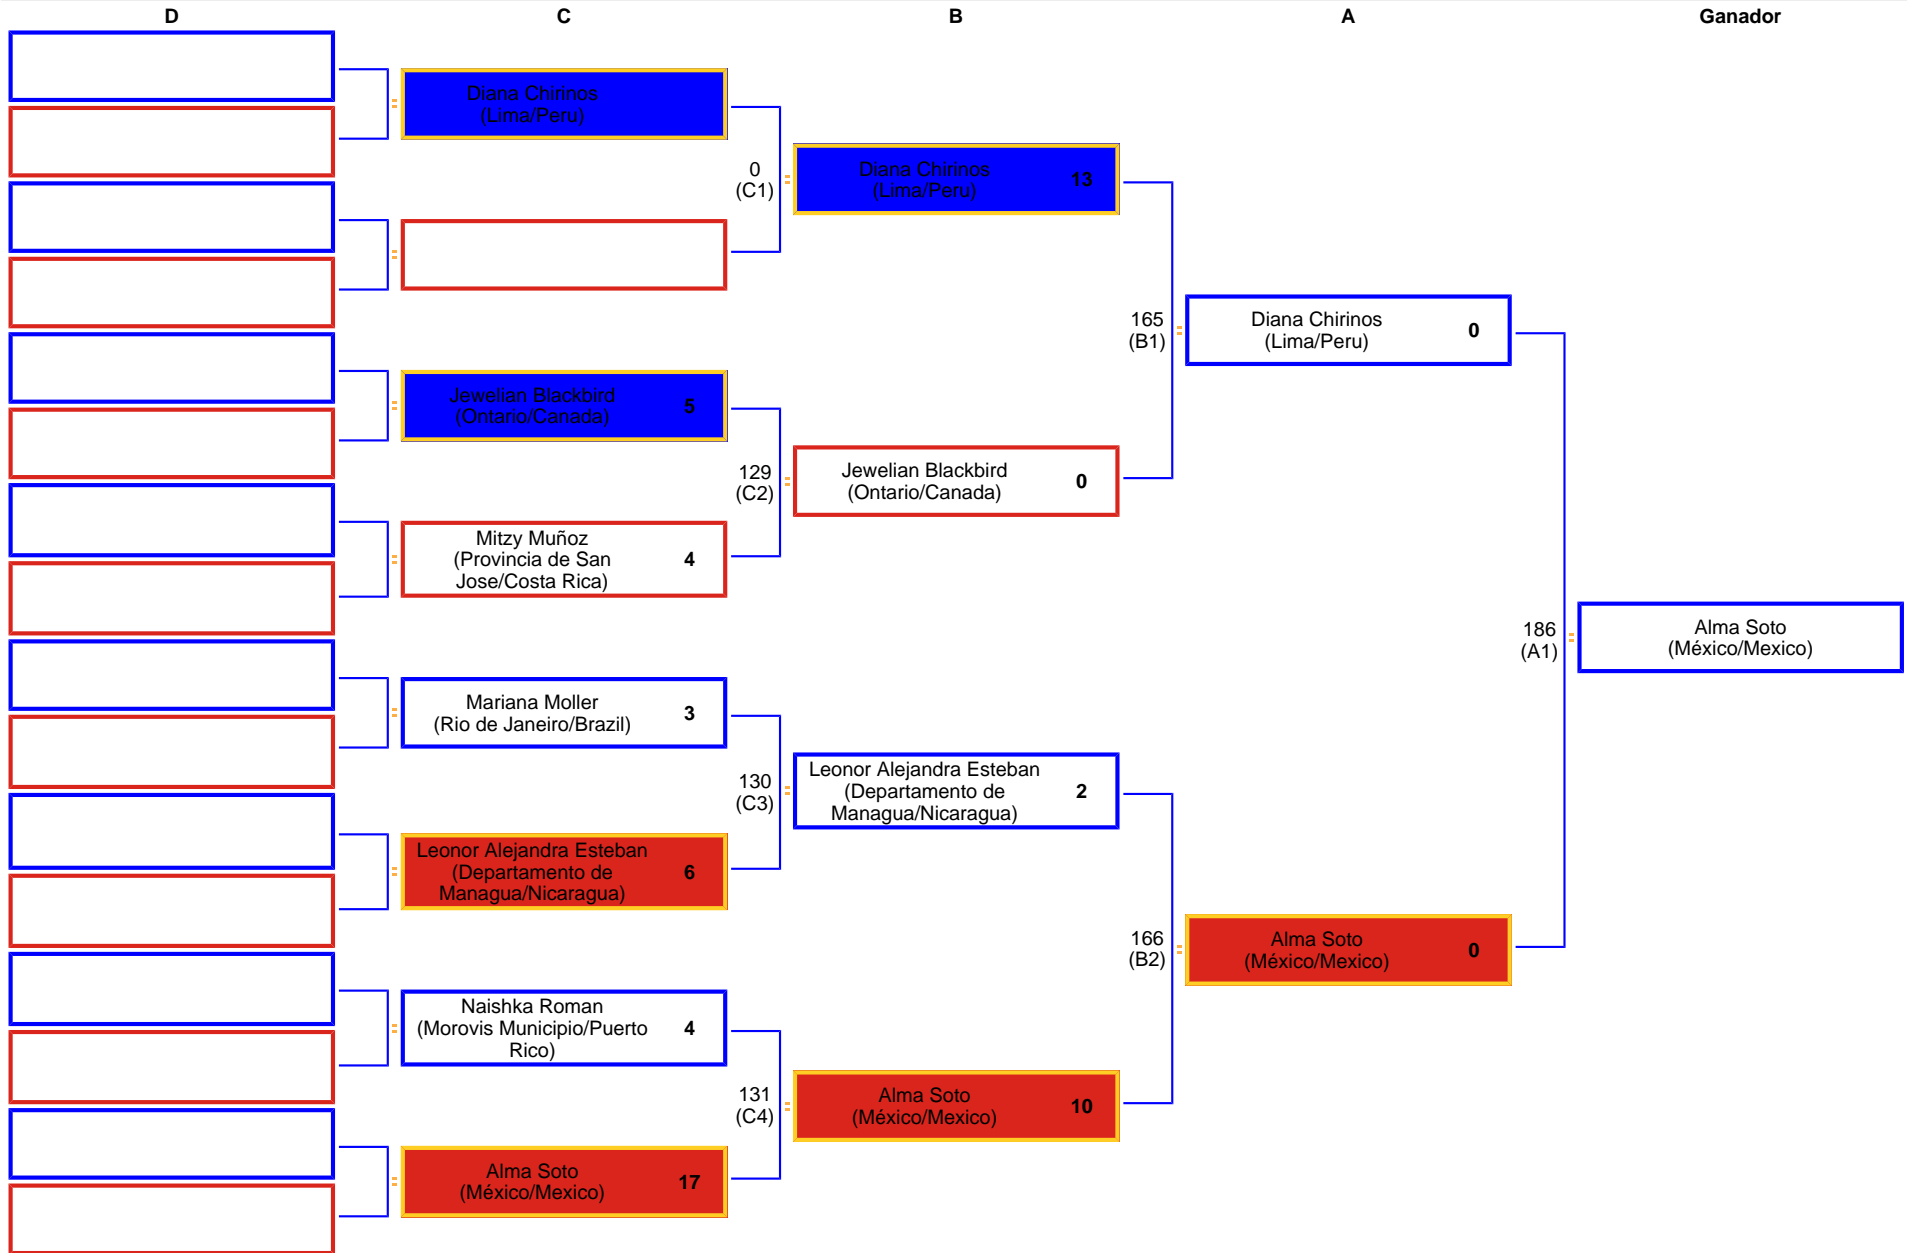 D
C
B
A
Ganador
Diana Chirinos
(Lima/Peru)
0
(C1)
Diana Chirinos
(Lima/Peru)
13
165
(B1)
Diana Chirinos
(Lima/Peru)
0
Jewelian Blackbird
(Ontario/Canada)
5
129
(C2)
Jewelian Blackbird
(Ontario/Canada)
0
Mitzy Muñoz
(Provincia de San
Jose/Costa Rica)
4
186
(A1)
Alma Soto
(México/Mexico)
Mariana Moller
(Rio de Janeiro/Brazil)
3
130
(C3)
Leonor Alejandra Esteban
(Departamento de
Managua/Nicaragua)
2
Leonor Alejandra Esteban
(Departamento de
Managua/Nicaragua)
6
166
(B2)
Alma Soto
(México/Mexico)
0
Naishka Roman
(Morovis Municipio/Puerto
Rico)
4
131
(C4)
Alma Soto
(México/Mexico)
10
Alma Soto
(México/Mexico)
17